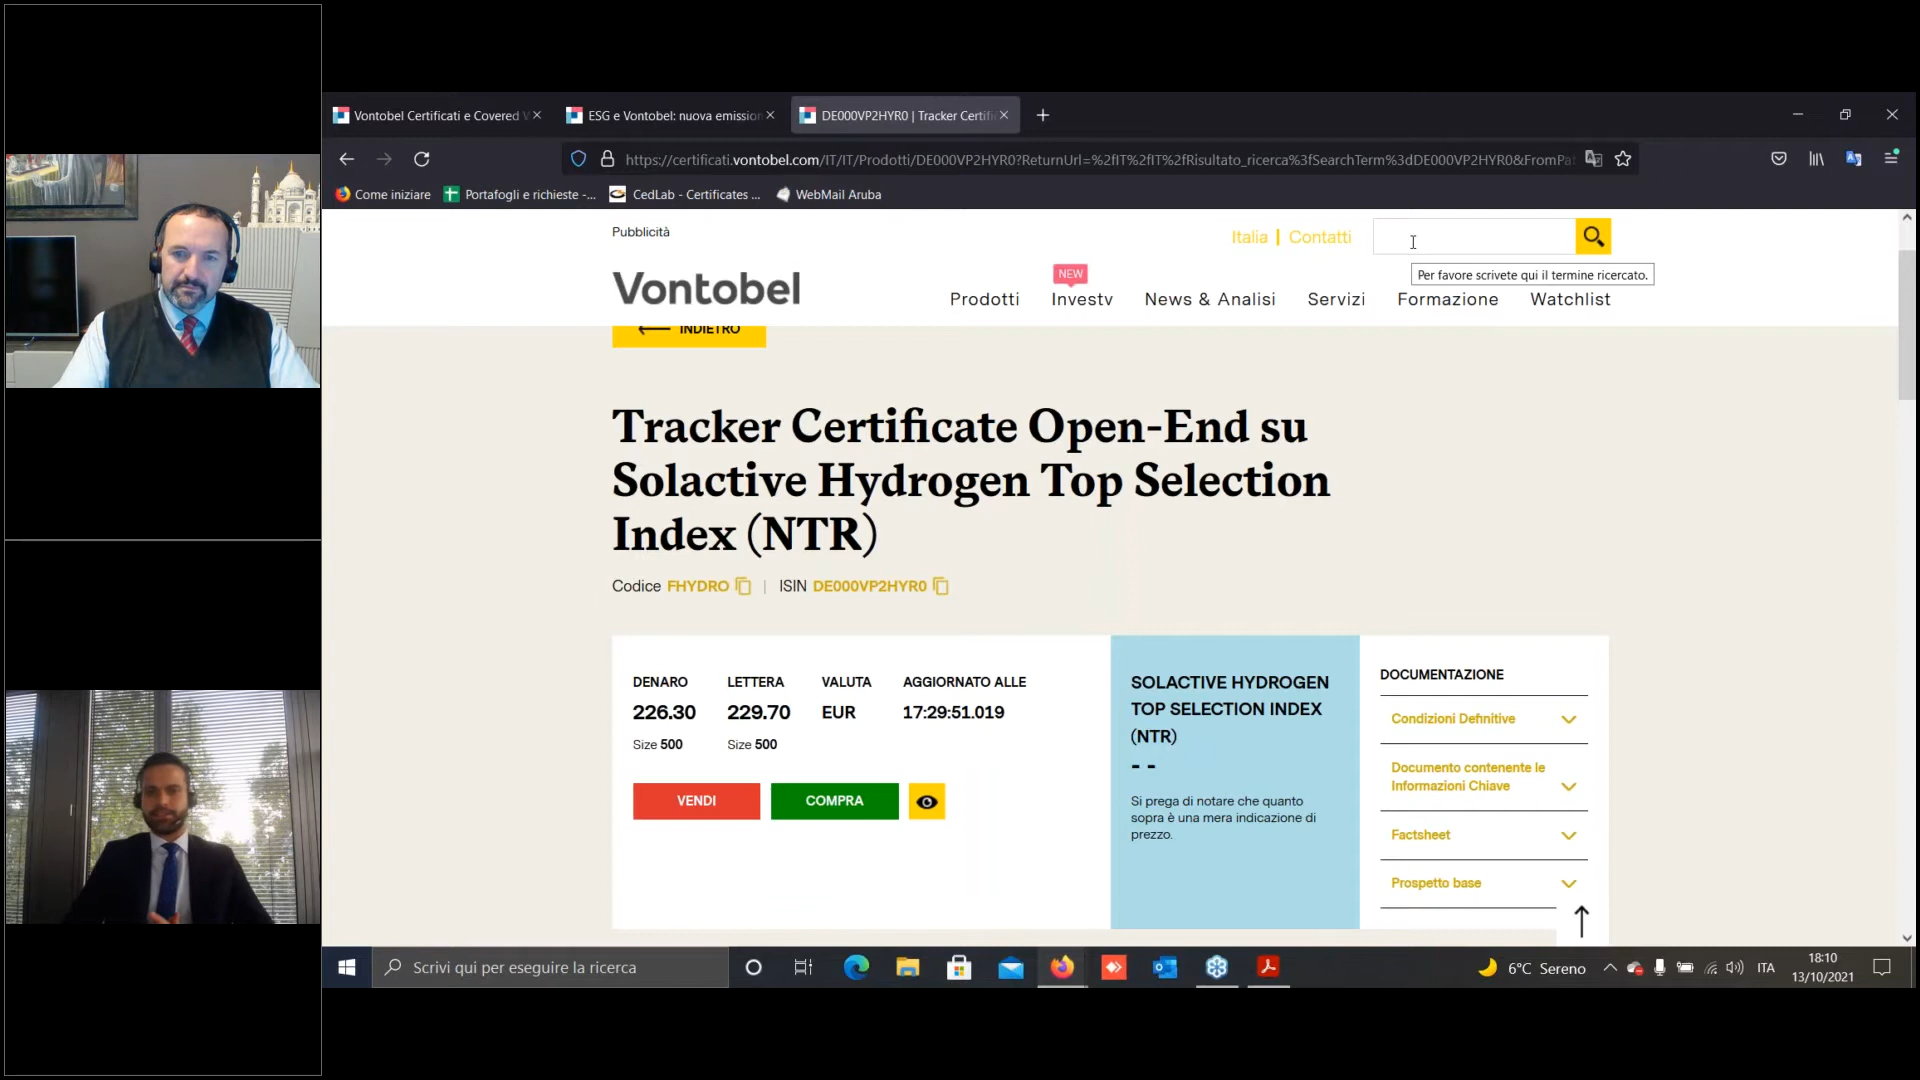 Vontobel Certificati e Covered
ESG e Vontobel: nuova emission
DE000VP2HYR0 | Tracker Certifi
https://certificati.vontobel.com/IT/IT/Prodotti/DE000VP2HYR0?ReturnUrl=%2fIT%2fIT%2fRisultato_ricerca%3fSearchTerm%3dDE000VP2HYR0&FromPa
Come iniziare
Portafogli e richieste -...
CedLab - Certificates ...
WebMail Aruba
Pubblicità
Italia | Contatti
Per favore scrivete qui il termine ricercato.
Vontobel
NEW
Prodotti Investv News & Analisi Servizi Formazione Watchlist
INDIETRO
Tracker Certificate Open-End su
Solactive Hydrogen Top Selection
Index (NTR)
Codice FHYDRO | ISIN DE000VP2HYR0
DENARO LETTERA VALUTA AGGIORNATO ALLE
226.30 229.70 EUR 17:29:51.019
Size 500 Size 500
VENDI COMPRA
SOLACTIVE HYDROGEN
TOP SELECTION INDEX
(NTR)
- -
Si prega di notare che quanto
sopra è una mera indicazione di
prezzo.
DOCUMENTAZIONE
Condizioni Definitive
Documento contenente le
Informazioni Chiave
Factsheet
Prospetto base
Scrivi qui per eseguire la ricerca
6°C Sereno
ITA
18:10
13/10/2021